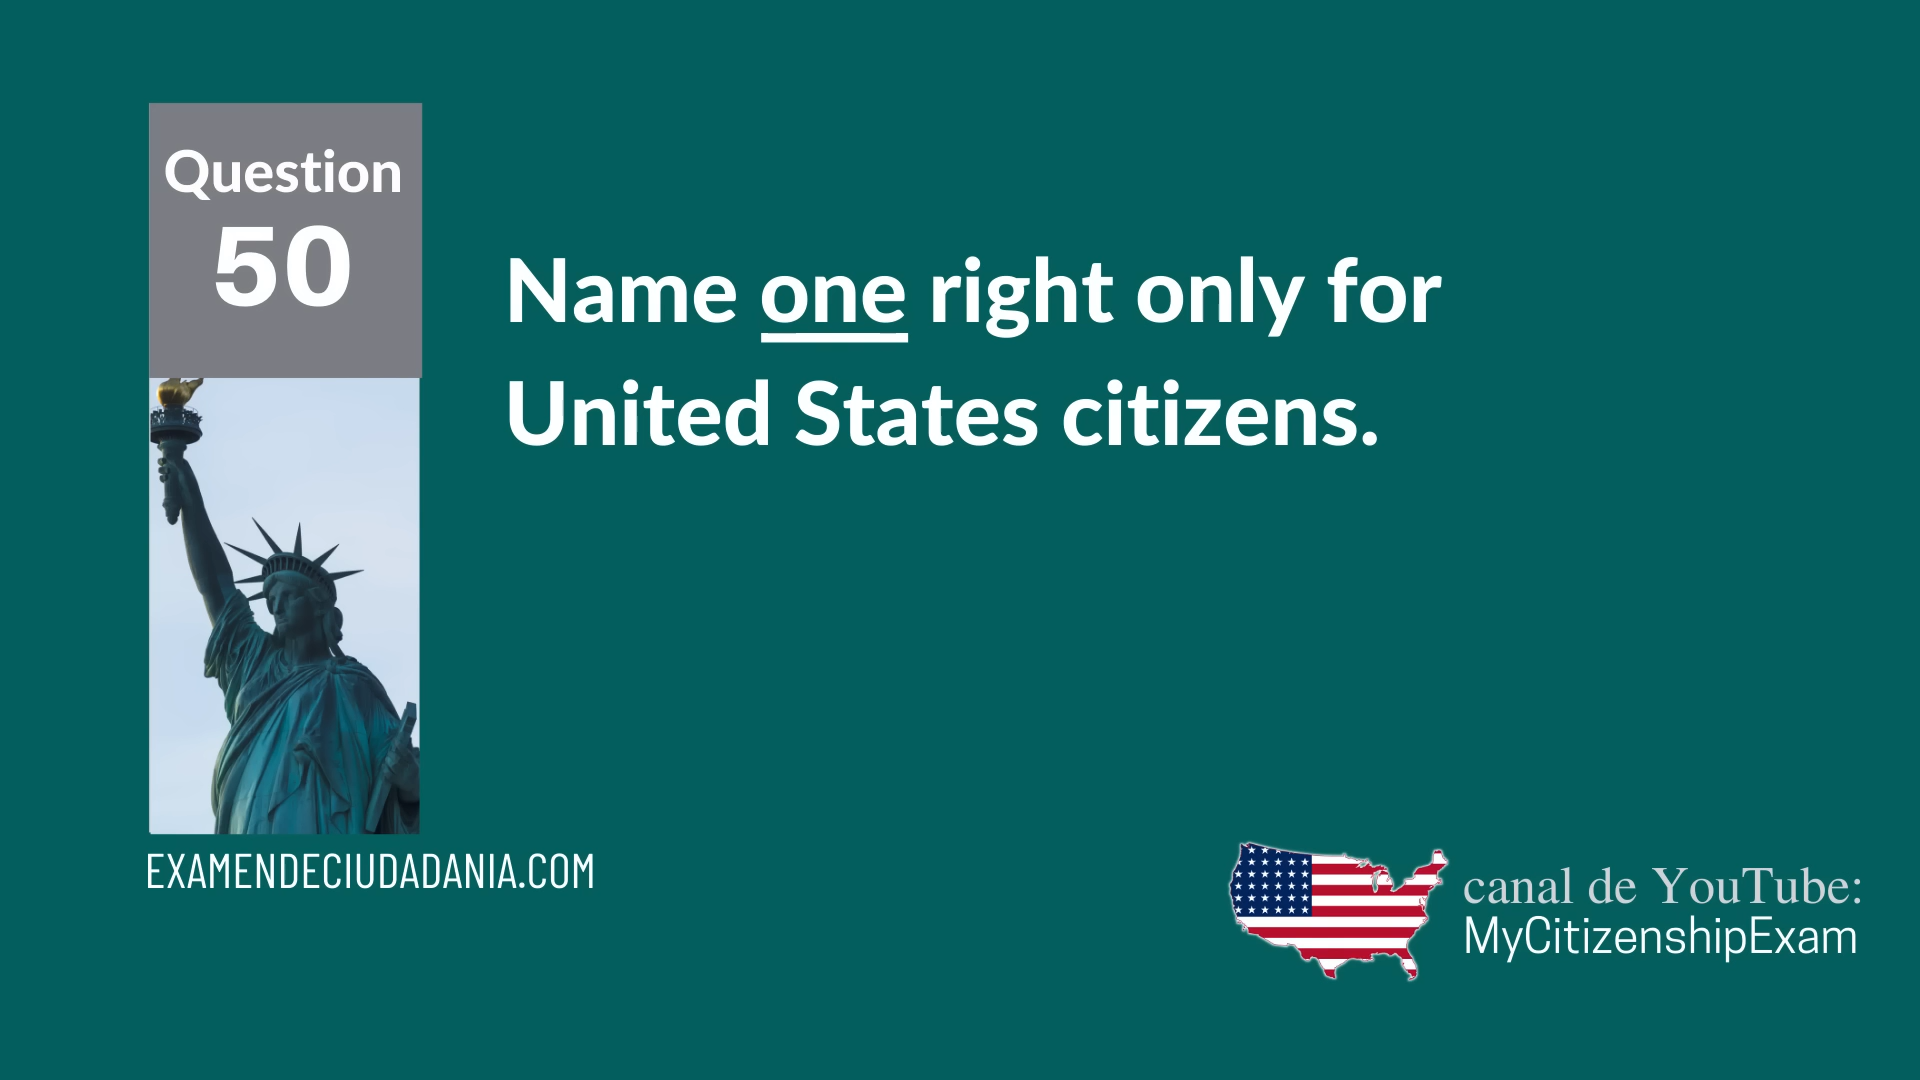 Question
50
Name one right only for
United States citizens.
EXAMENDECIUDADANIA.COM
canal de YouTube:
MyCitizenshipExam